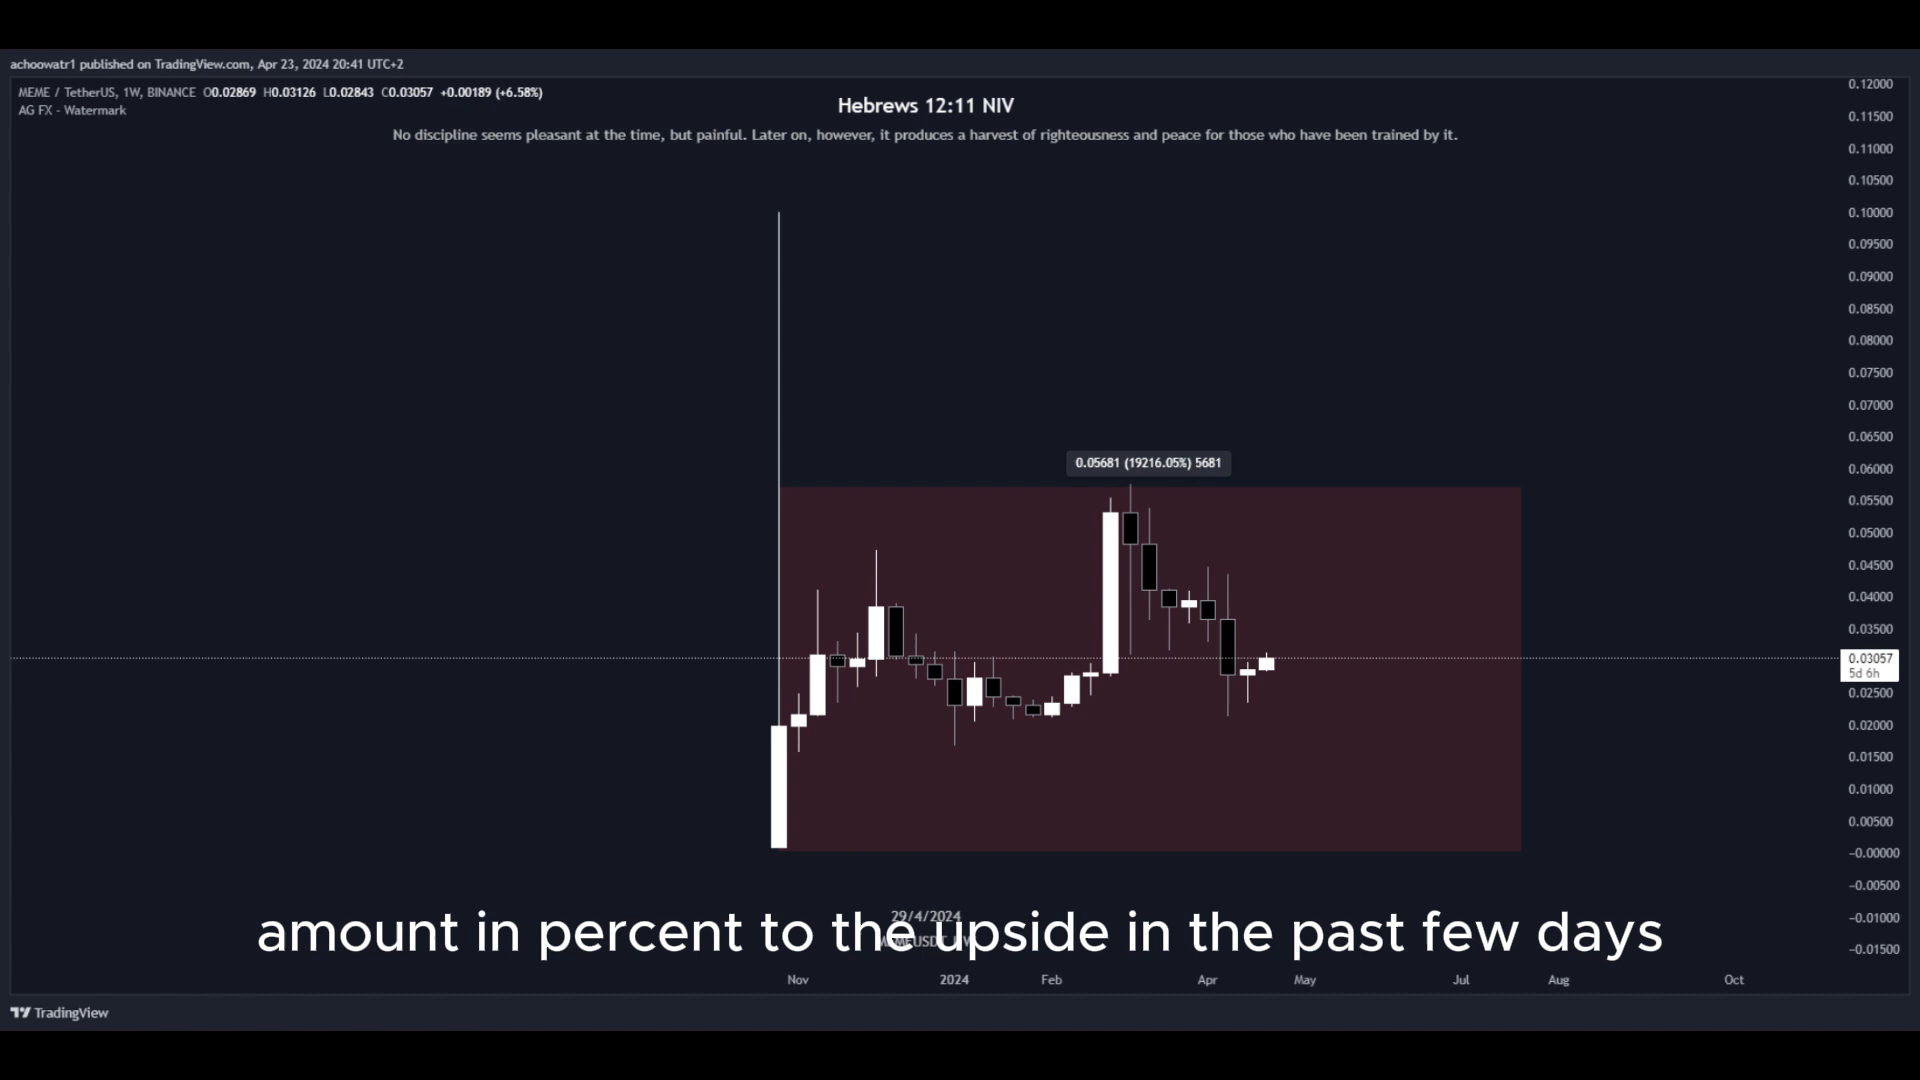 achoowatr1 published on TradingView.com, Apr 23, 2024 20:41 UTC+2
MEME / TetherUS, 1W, BINANCE O0.02869 H0.03126 L0.02843 C0.03057 +0.00189 (+6.58%)
AG FX - Watermark
Hebrews 12:11 NIV
No discipline seems pleasant at the time, but painful. Later on, however, it produces a harvest of righteousness and peace for those who have been trained by it.
0.12000
0.11500
0.11000
0.10500
0.10000
0.09500
0.09000
0.08500
0.08000
0.07500
0.07000
0.06500
0.05681 (19216.05%) 5681
0.06000
0.05500
0.05000
0.04500
0.04000
0.03500
0.03057
5d 6h
0.02500
0.02000
0.01500
0.01000
0.00500
−0.00000
−0.00500
−0.01000
−0.01500
29/4/2024
amount in percent to the upside in the past few days
Nov 2024 Feb Apr May Jul Aug Oct
TradingView